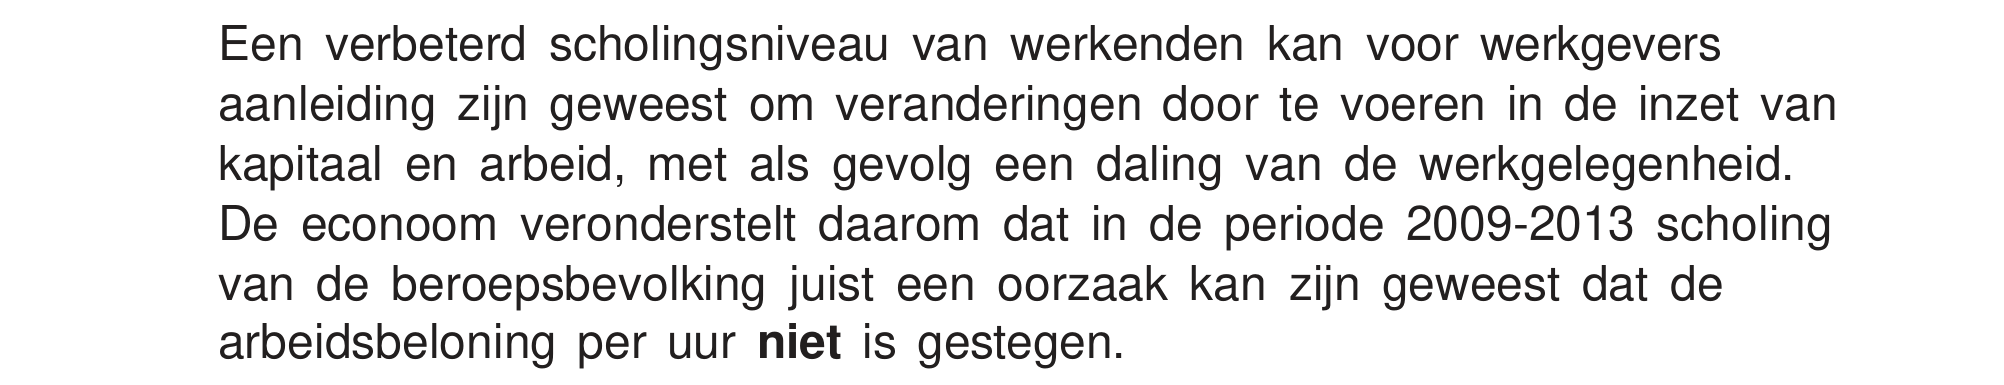 Een verbeterd scholingsniveau van werkenden kan voor werkgevers
aanleiding zijn geweest om veranderingen door te voeren in de inzet van
kapitaal en arbeid, met als gevolg een daling van de werkgelegenheid.
De econoom veronderstelt daarom dat in de periode 2009-2013 scholing
van de beroepsbevolking juist een oorzaak kan zijn geweest dat de
arbeidsbeloning per uur niet is gestegen.